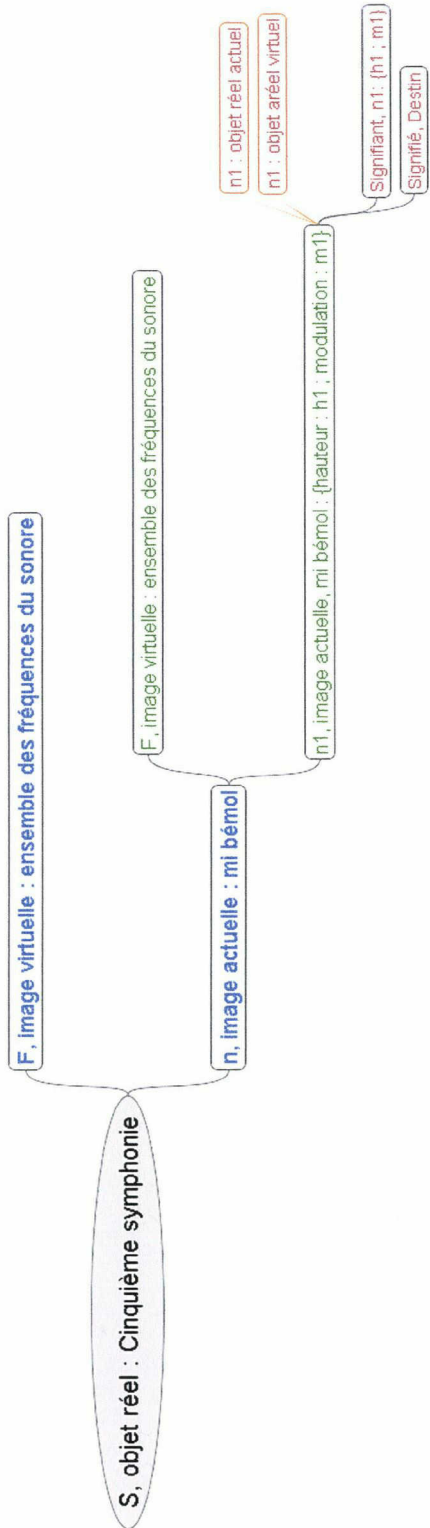 S, objet réel : Cinquième symphonie
F, image virtuelle : ensemble des fréquences du sonore
n, image actuelle : mi bémol
F, image virtuelle : ensemble des fréquences du sonore
n1, image actuelle, mi bémol : {hauteur : h1 ; modulation : m1}
n1 : objet réel actuel
n1 : objet aréel virtuel
Signifiant, n1: {h1 ; m1}
Signifié, Destin